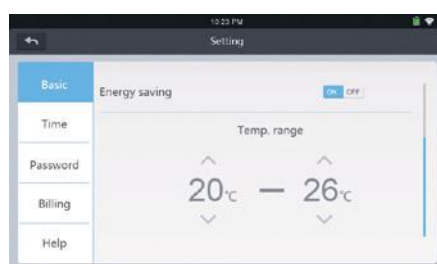 10:23 PM
Setting
Basic
Energy saving
ON OFF
Time
Temp. range
Password
20℃ — 26℃
Billing
Help